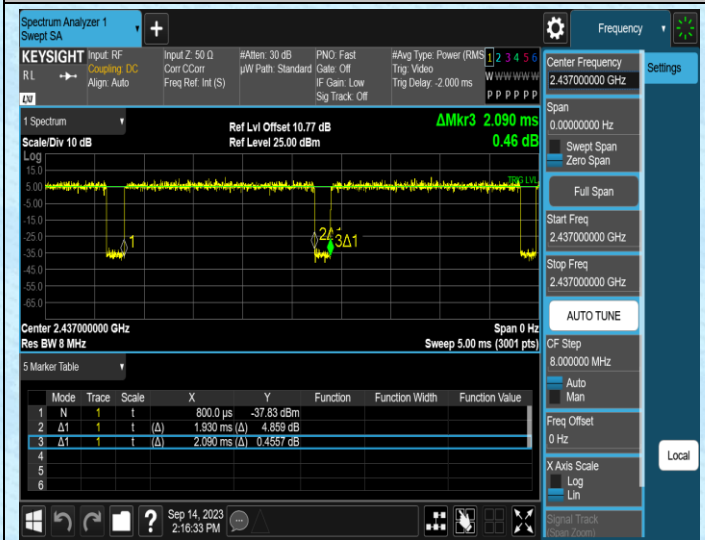 Spectrum Analyzer 1
Swept SA
+
Frequency
KEYSIGHT
RL
LXI
Input: RF
Coupling: DC
Align: Auto
Input Z: 50 Ω
Corr CCorr
Freq Ref: Int (S)
#Atten: 30 dB
µW Path: Standard
PNO: Fast
Gate: Off
IF Gain: Low
Sig Track: Off
#Avg Type: Power (RMS
Trig: Video
Trig Delay: -2.000 ms
1 2 3 4 5 6
W W W W W W
P P P P P P
1 Spectrum
Scale/Div 10 dB
Ref Lvl Offset 10.77 dB
Ref Level 25.00 dBm
ΔMkr3 2.090 ms
0.46 dB
Log
15.0
5.00
-5.00
-15.0
-25.0
-35.0
-45.0
-55.0
-65.0
TRIG LVL
1
2Δ1
3Δ1
Center 2.437000000 GHz
Res BW 8 MHz
Span 0 Hz
Sweep 5.00 ms (3001 pts)
5 Marker Table
Mode Trace Scale X Y Function Function Width Function Value
1 N 1 t 800.0 µs -37.83 dBm
2 Δ1 1 t (Δ) 1.930 ms (Δ) 4.859 dB
3 Δ1 1 t (Δ) 2.090 ms (Δ) 0.4557 dB
4
5
6
?
Sep 14, 2023
2:16:33 PM
Center Frequency
2.437000000 GHz
Span
0.00000000 Hz
Swept Span
Zero Span
Full Span
Start Freq
2.437000000 GHz
Stop Freq
2.437000000 GHz
AUTO TUNE
CF Step
8.000000 MHz
Auto
Man
Freq Offset
0 Hz
X Axis Scale
Log
Lin
Signal Track
(Span Zoom)
Settings
Local